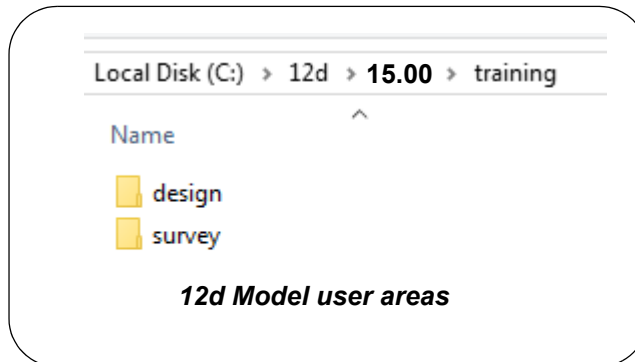 Local Disk (C:) > 12d > 15.00 > training
Name
design
survey
12d Model user areas